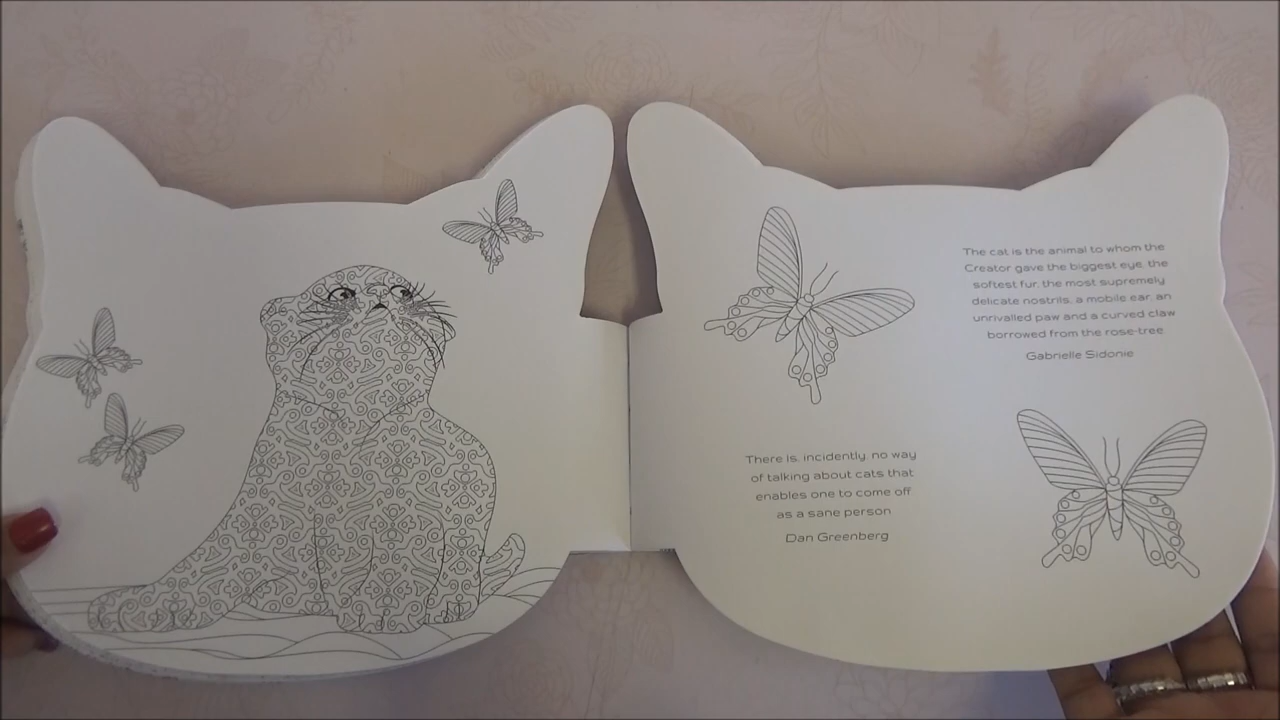 The cat is the animal to whom the
Creator gave the biggest eye, the
softest fur, the most supremely
delicate nostrils, a mobile ear, an
unrivalled paw and a curved claw
borrowed from the rose-tree.
Gabrielle Sidonie
There is, incidently, no way
of talking about cats that
enables one to come off
as a sane person
Dan Greenberg